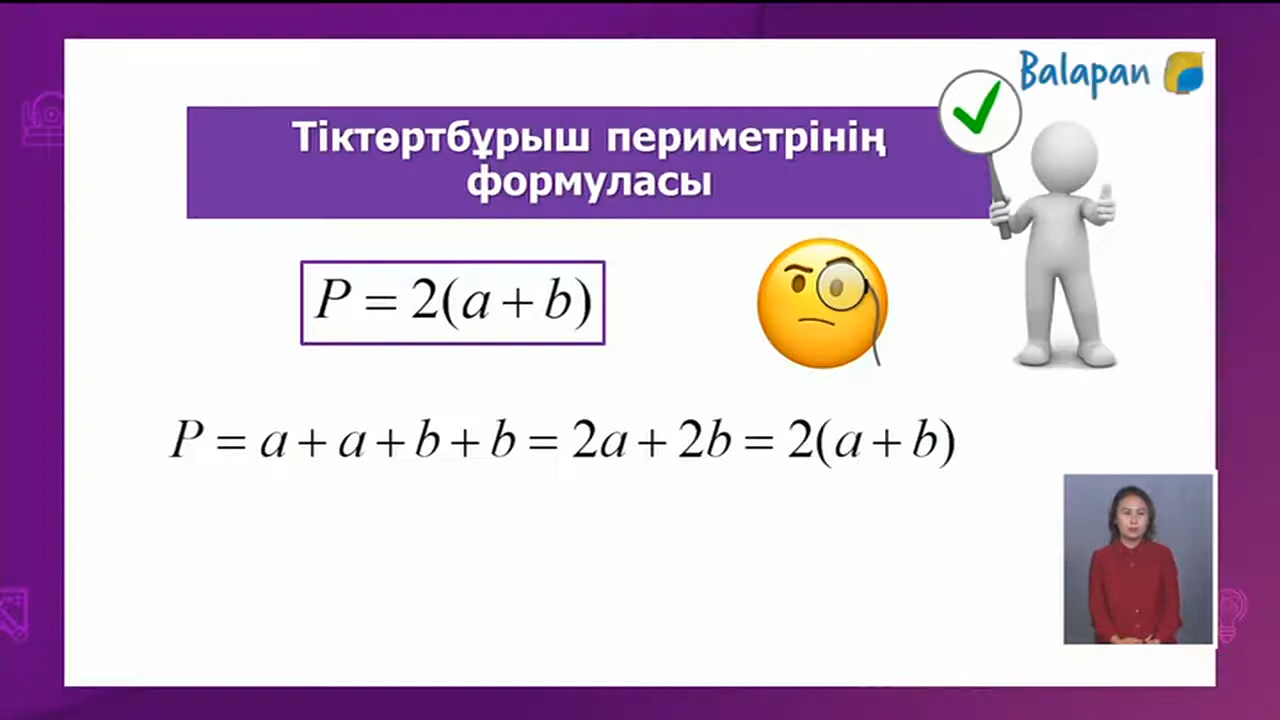 Balapan
Тіктөртбұрыш периметрінің
формуласы
P = 2(a + b)
P = a + a + b + b = 2a + 2b = 2(a + b)